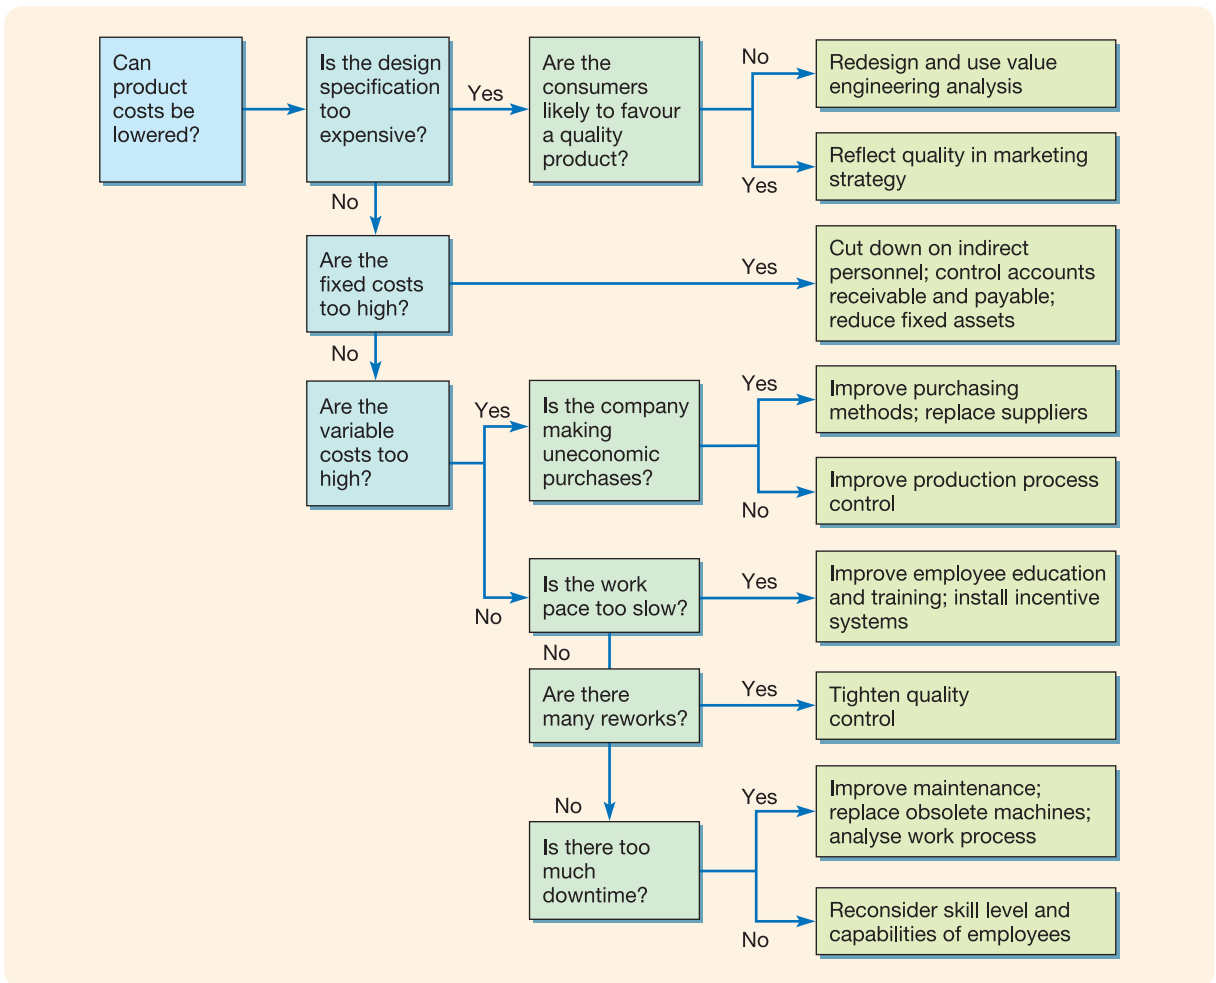 Can
product
costs be
lowered?
Is the design
specification
too
expensive?
Yes
Are the
consumers
likely to favour
a quality
product?
No
Redesign and use value
engineering analysis
Yes
Reflect quality in marketing
strategy
No
Are the
fixed costs
too high?
Yes
Cut down on indirect
personnel; control accounts
receivable and payable;
reduce fixed assets
No
Are the
variable
costs too
high?
Yes
Is the company
making
uneconomic
purchases?
Yes
Improve purchasing
methods; replace suppliers
No
Improve production process
control
No
Is the work
pace too slow?
Yes
Improve employee education
and training; install incentive
systems
No
Are there
many reworks?
Yes
Tighten quality
control
No
Is there too
much
downtime?
Yes
Improve maintenance;
replace obsolete machines;
analyse work process
No
Reconsider skill level and
capabilities of employees